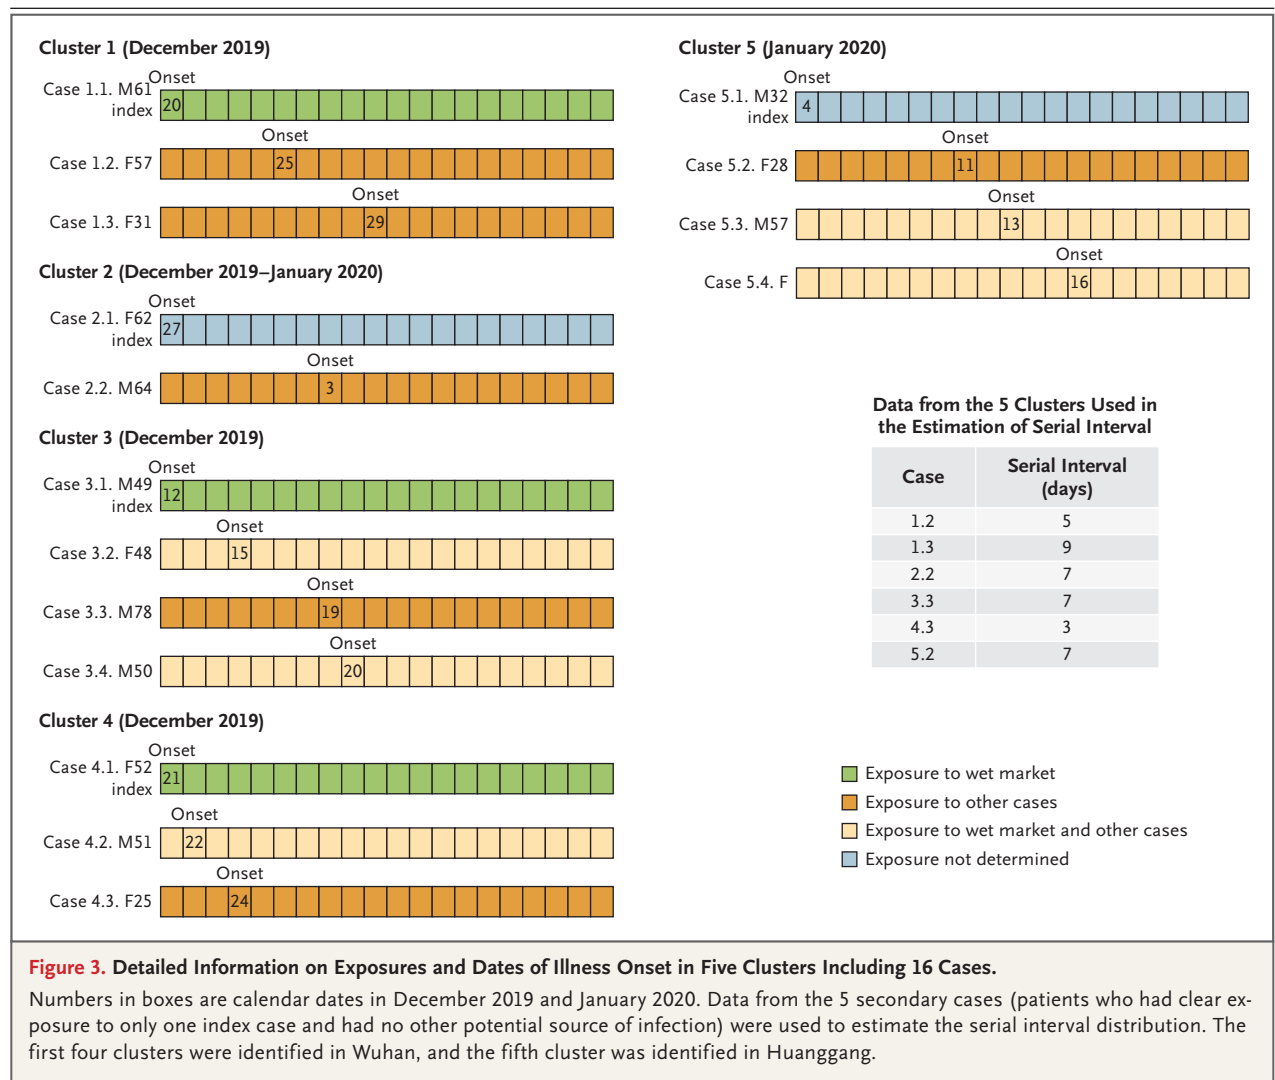 Cluster 1 (December 2019)
Onset
Case 1.1. M61
index
20
Onset
Case 1.2. F57
25
Onset
Case 1.3. F31
29
Cluster 2 (December 2019–January 2020)
Onset
Case 2.1. F62
index
27
Onset
Case 2.2. M64
3
Cluster 3 (December 2019)
Onset
Case 3.1. M49
index
12
Onset
Case 3.2. F48
15
Onset
Case 3.3. M78
19
Onset
Case 3.4. M50
20
Cluster 4 (December 2019)
Onset
Case 4.1. F52
index
21
Onset
Case 4.2. M51
22
Onset
Case 4.3. F25
24
Cluster 5 (January 2020)
Onset
Case 5.1. M32
index
4
Onset
Case 5.2. F28
11
Onset
Case 5.3. M57
13
Onset
Case 5.4. F
16
Data from the 5 Clusters Used in
the Estimation of Serial Interval
Case
Serial Interval
(days)
1.2 5
1.3 9
2.2 7
3.3 7
4.3 3
5.2 7
Exposure to wet market
Exposure to other cases
Exposure to wet market and other cases
Exposure not determined
Figure 3. Detailed Information on Exposures and Dates of Illness Onset in Five Clusters Including 16 Cases.
Numbers in boxes are calendar dates in December 2019 and January 2020. Data from the 5 secondary cases (patients who had clear ex-
posure to only one index case and had no other potential source of infection) were used to estimate the serial interval distribution. The
first four clusters were identified in Wuhan, and the fifth cluster was identified in Huanggang.